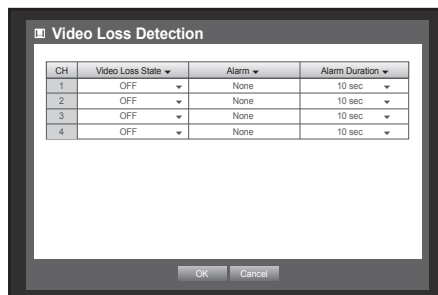 Video Loss Detection
CH Video Loss State Alarm Alarm Duration
1 OFF None 10 sec
2 OFF None 10 sec
3 OFF None 10 sec
4 OFF None 10 sec
OK Cancel